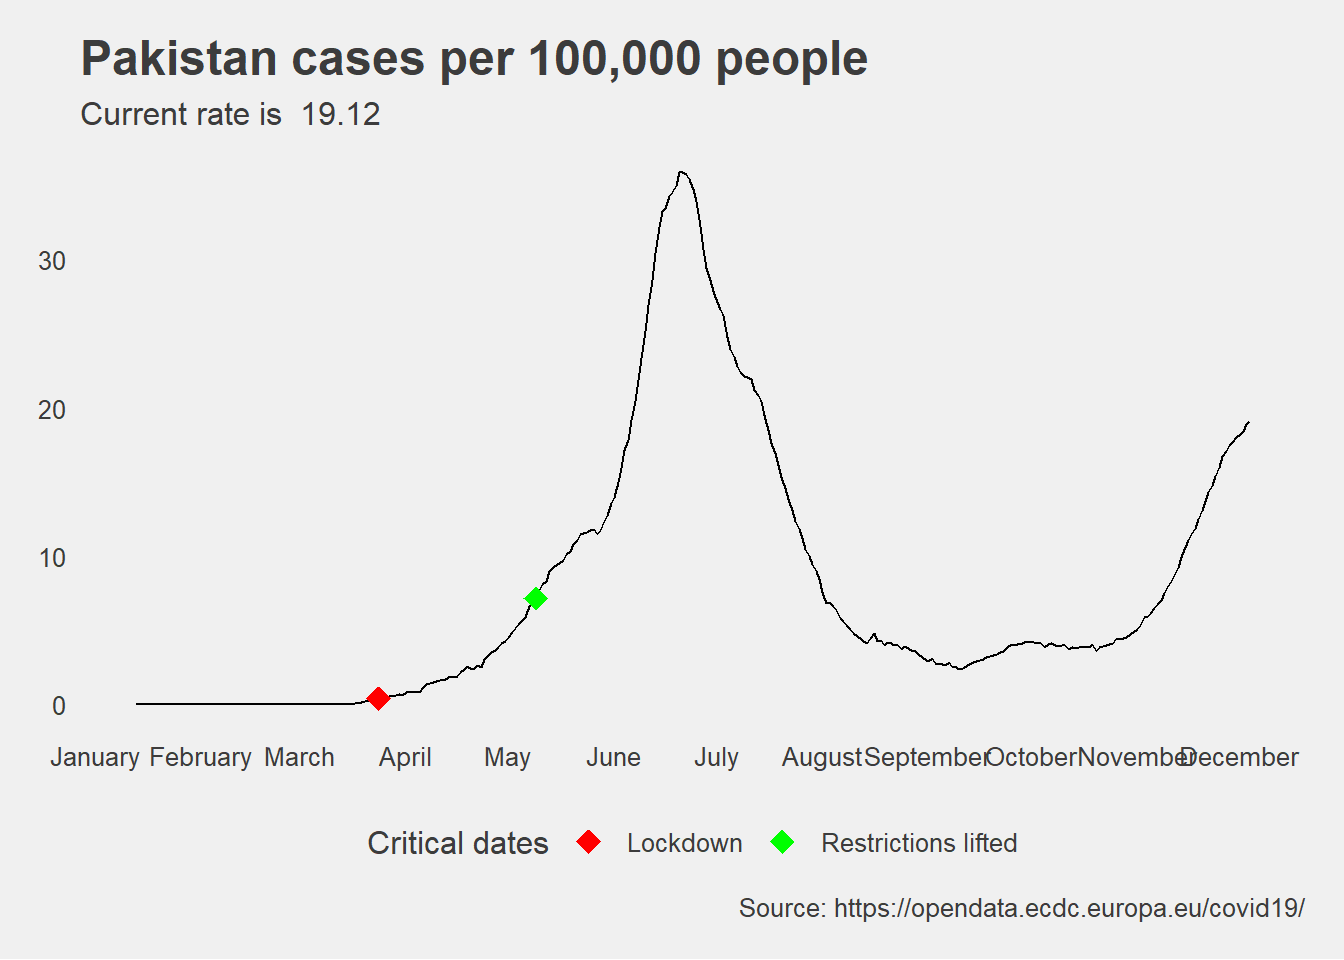 Pakistan cases per 100,000 people
Current rate is  19.12
30
20
10
0
January February March April May June July August September October November December
Critical dates Lockdown Restrictions lifted
Source: https://opendata.ecdc.europa.eu/covid19/